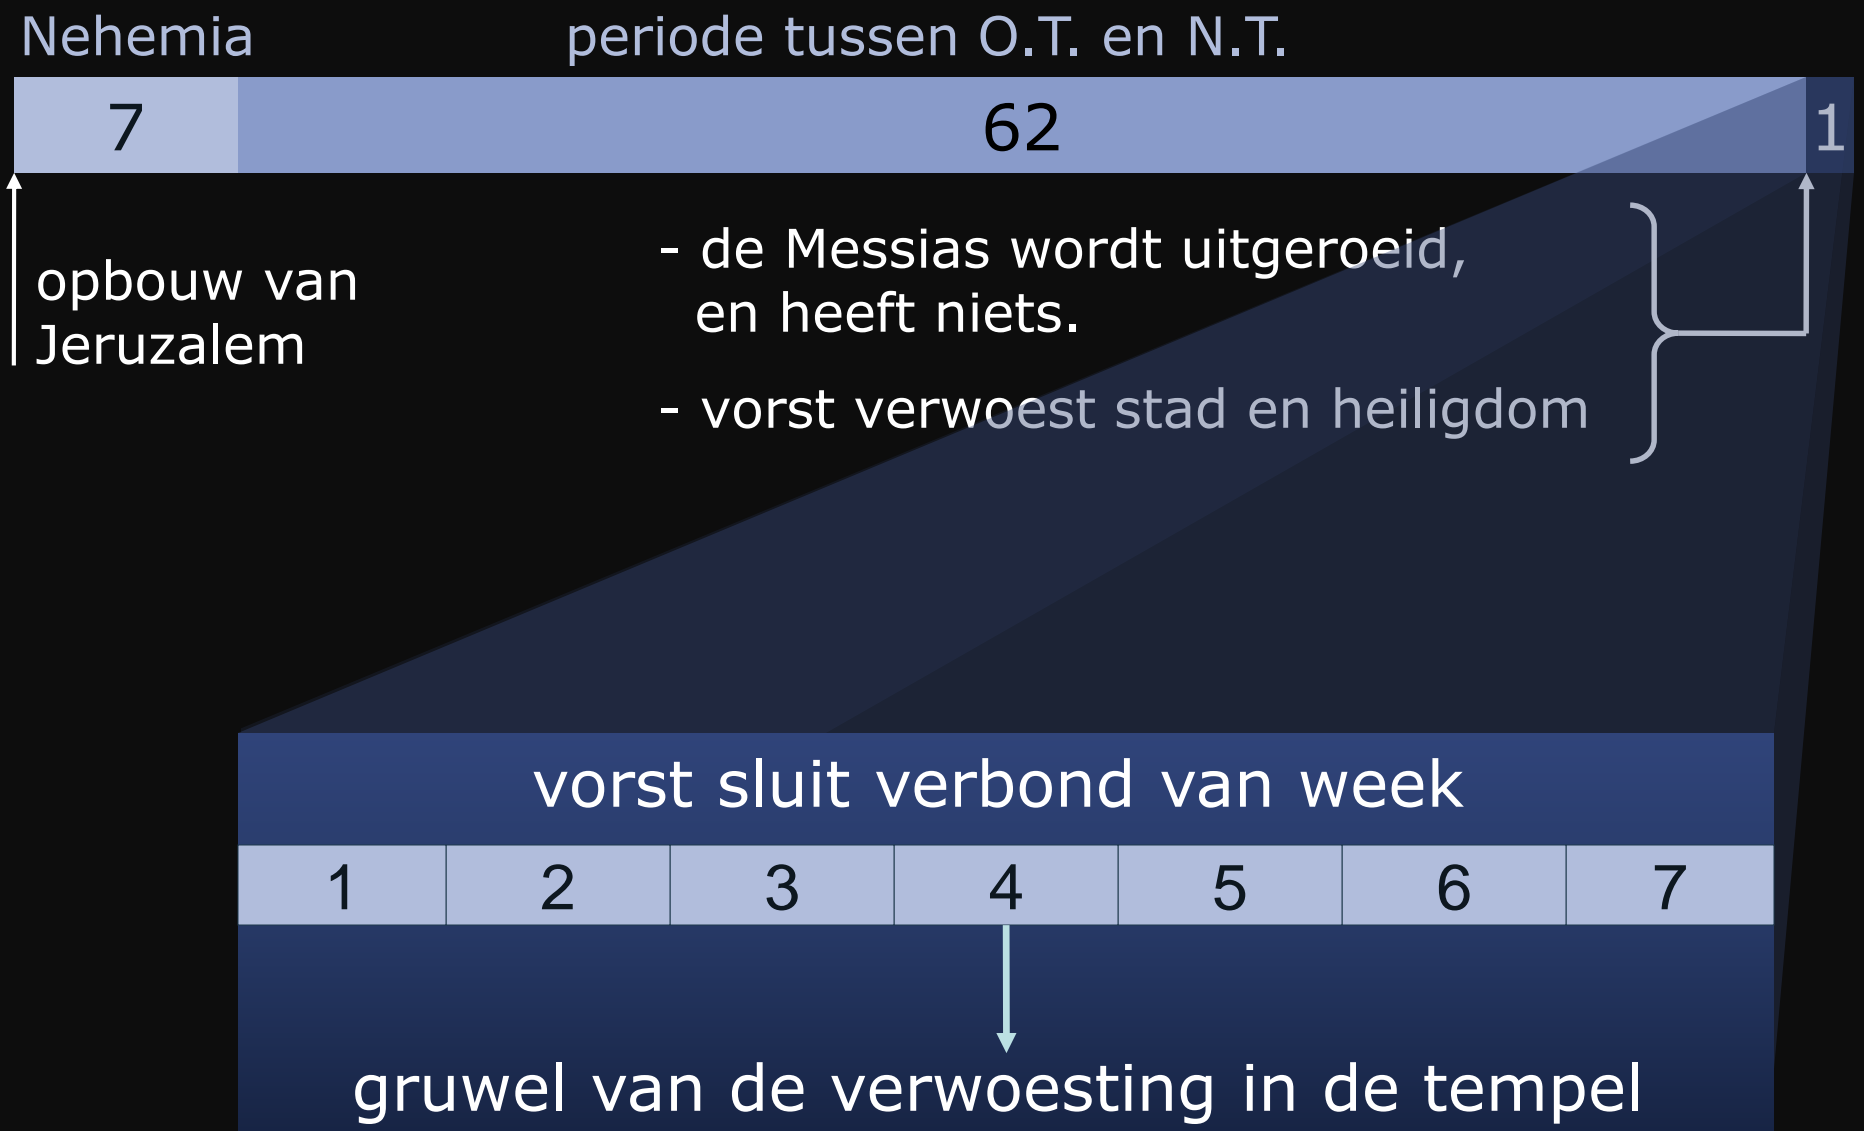 Nehemia
periode tussen O.T. en N.T.
7
62
1
opbouw van
Jeruzalem
- de Messias wordt uitgeroeid,
en heeft niets.
- vorst verwoest stad en heiligdom
vorst sluit verbond van week
1 2 3 4 5 6 7
gruwel van de verwoesting in de tempel